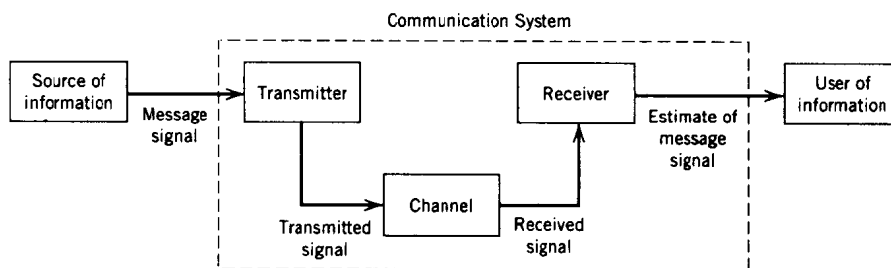 Communication System
Source of
information
Message
signal
Transmitter
Transmitted
signal
Channel
Received
signal
Receiver
Estimate of
message
signal
User of
information